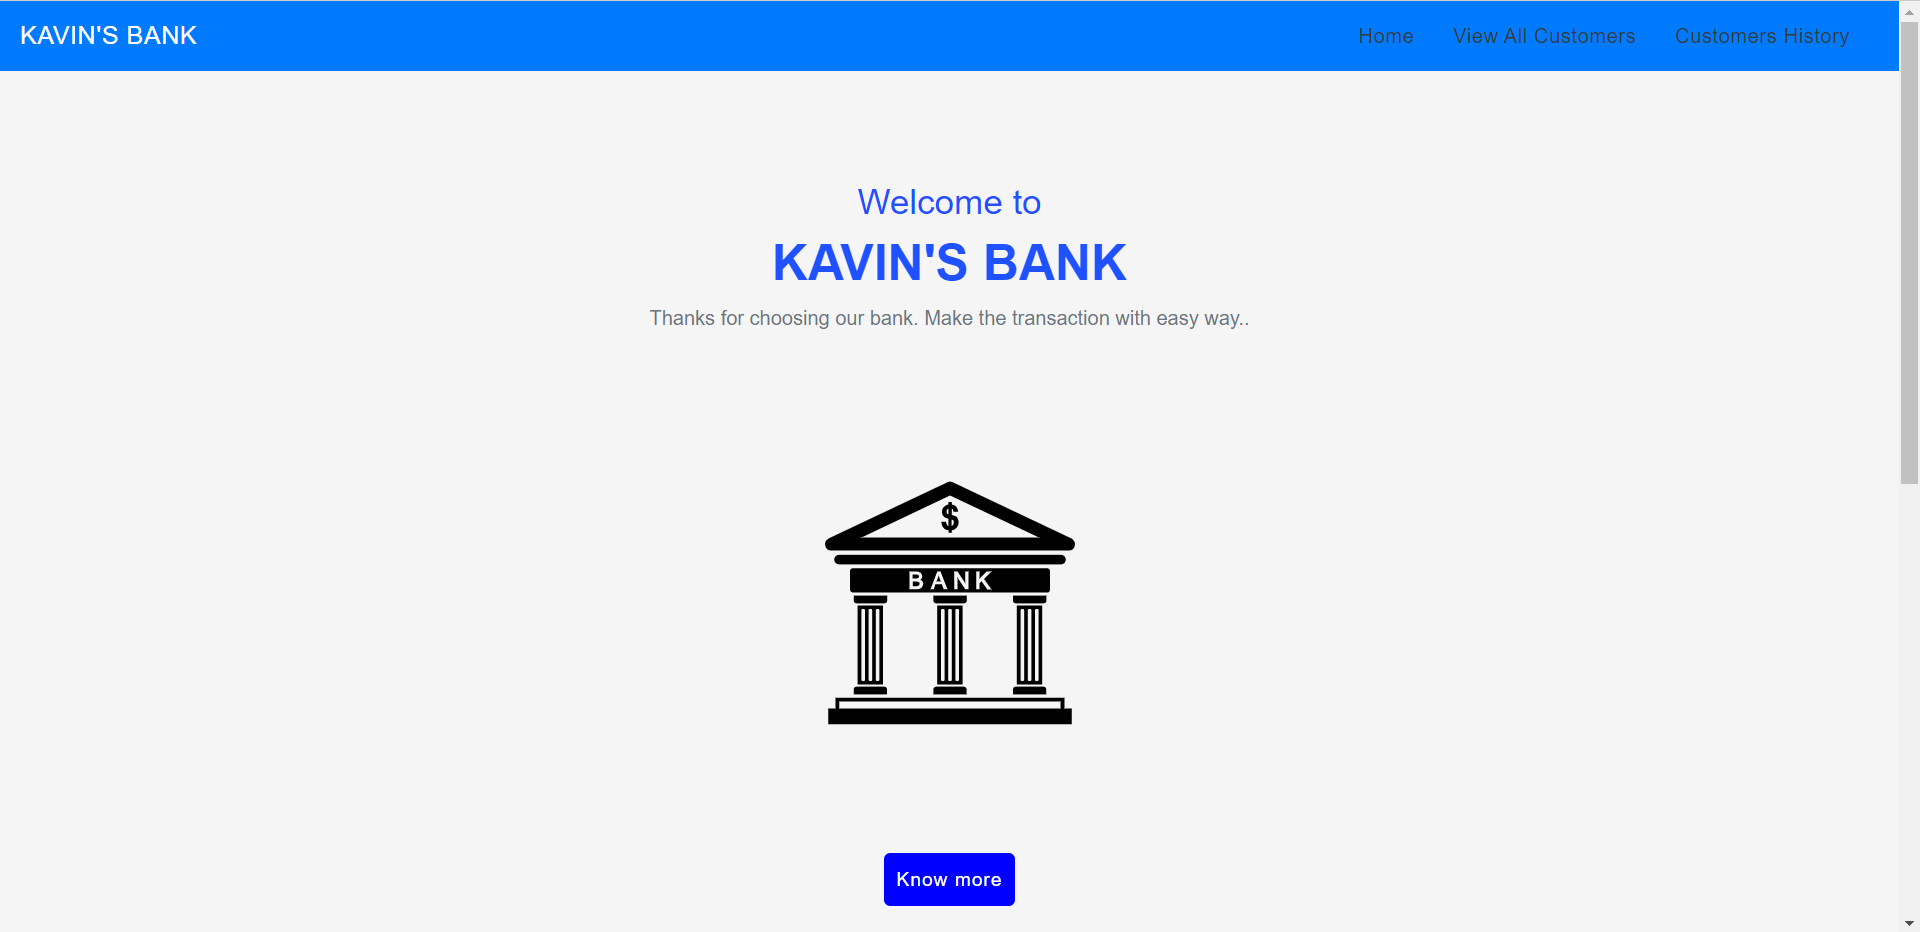 KAVIN'S BANK
Home View All Customers Customers History
Welcome to
KAVIN'S BANK
Thanks for choosing our bank. Make the transaction with easy way..
$
BANK
Know more